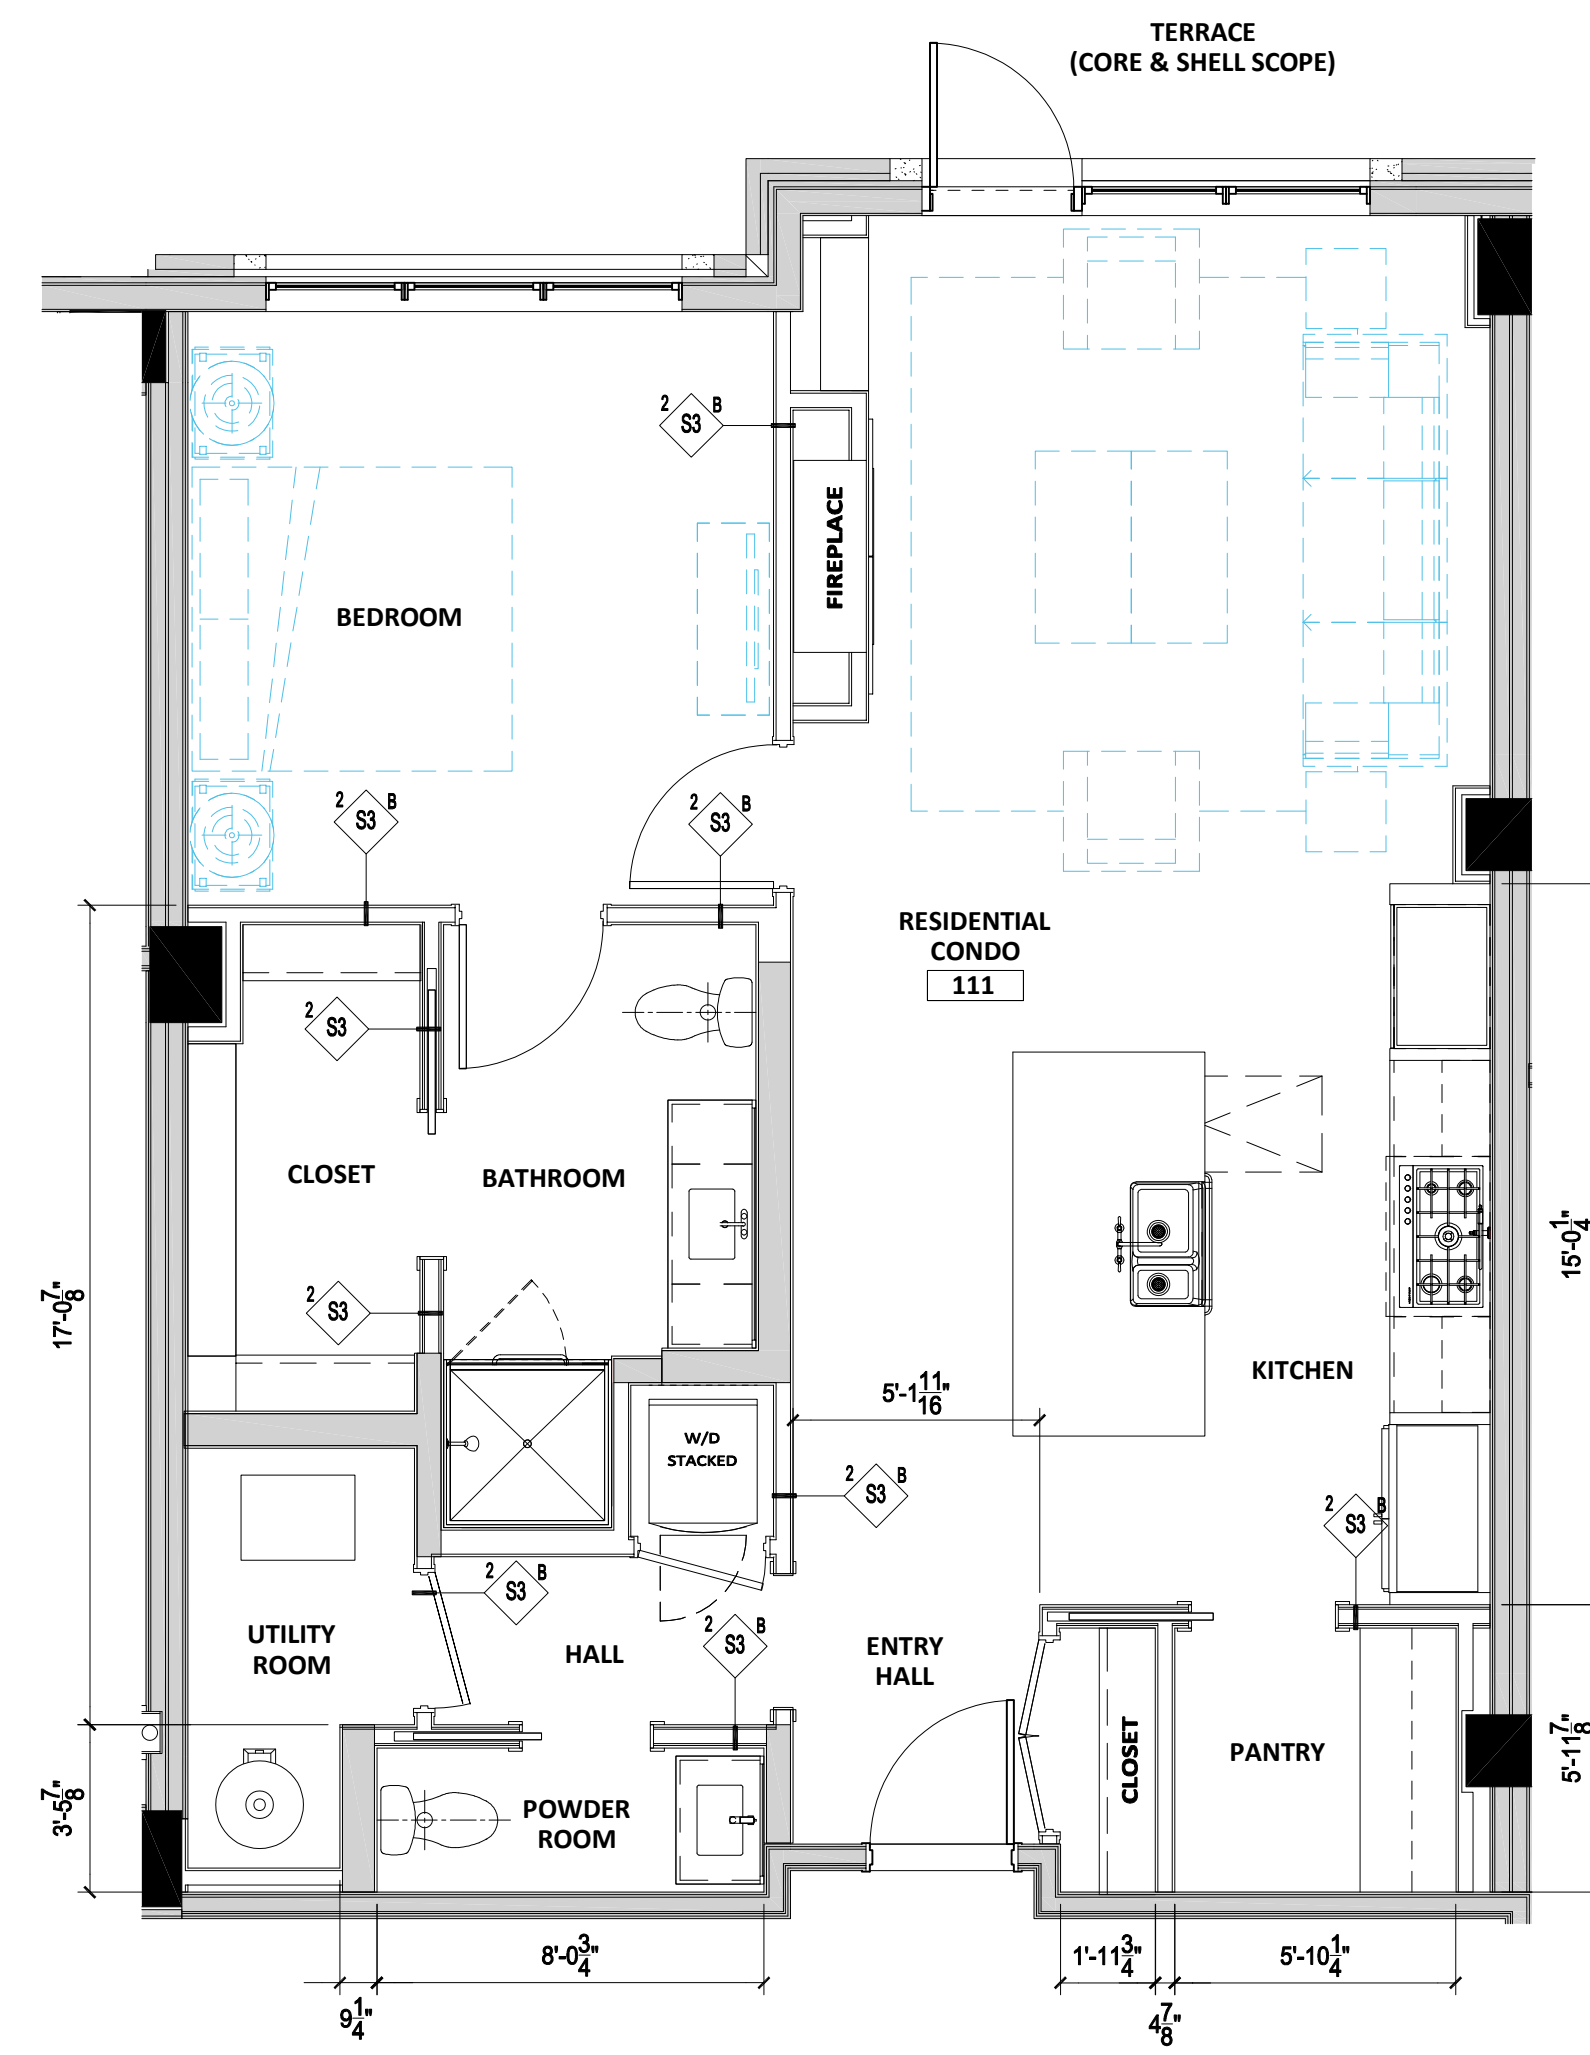 TERRACE
(CORE & SHELL SCOPE)
2 B
S3
FIREPLACE
BEDROOM
2 B
S3
2 B
S3
RESIDENTIAL
CONDO
111
2
S3
CLOSET
BATHROOM
15'-0 1/4"
17'-0 7/8"
2
S3
KITCHEN
5'-1 11/16"
W/D
STACKED
2 B
S3
2 B
S3
2 B
S3
UTILITY
ROOM
HALL
2 B
S3
ENTRY
HALL
CLOSET
PANTRY
5'-11 7/8"
3'-5 7/8"
POWDER
ROOM
8'-0 3/4"
1'-11 3/4"
5'-10 1/4"
9 1/4"
4 7/8"